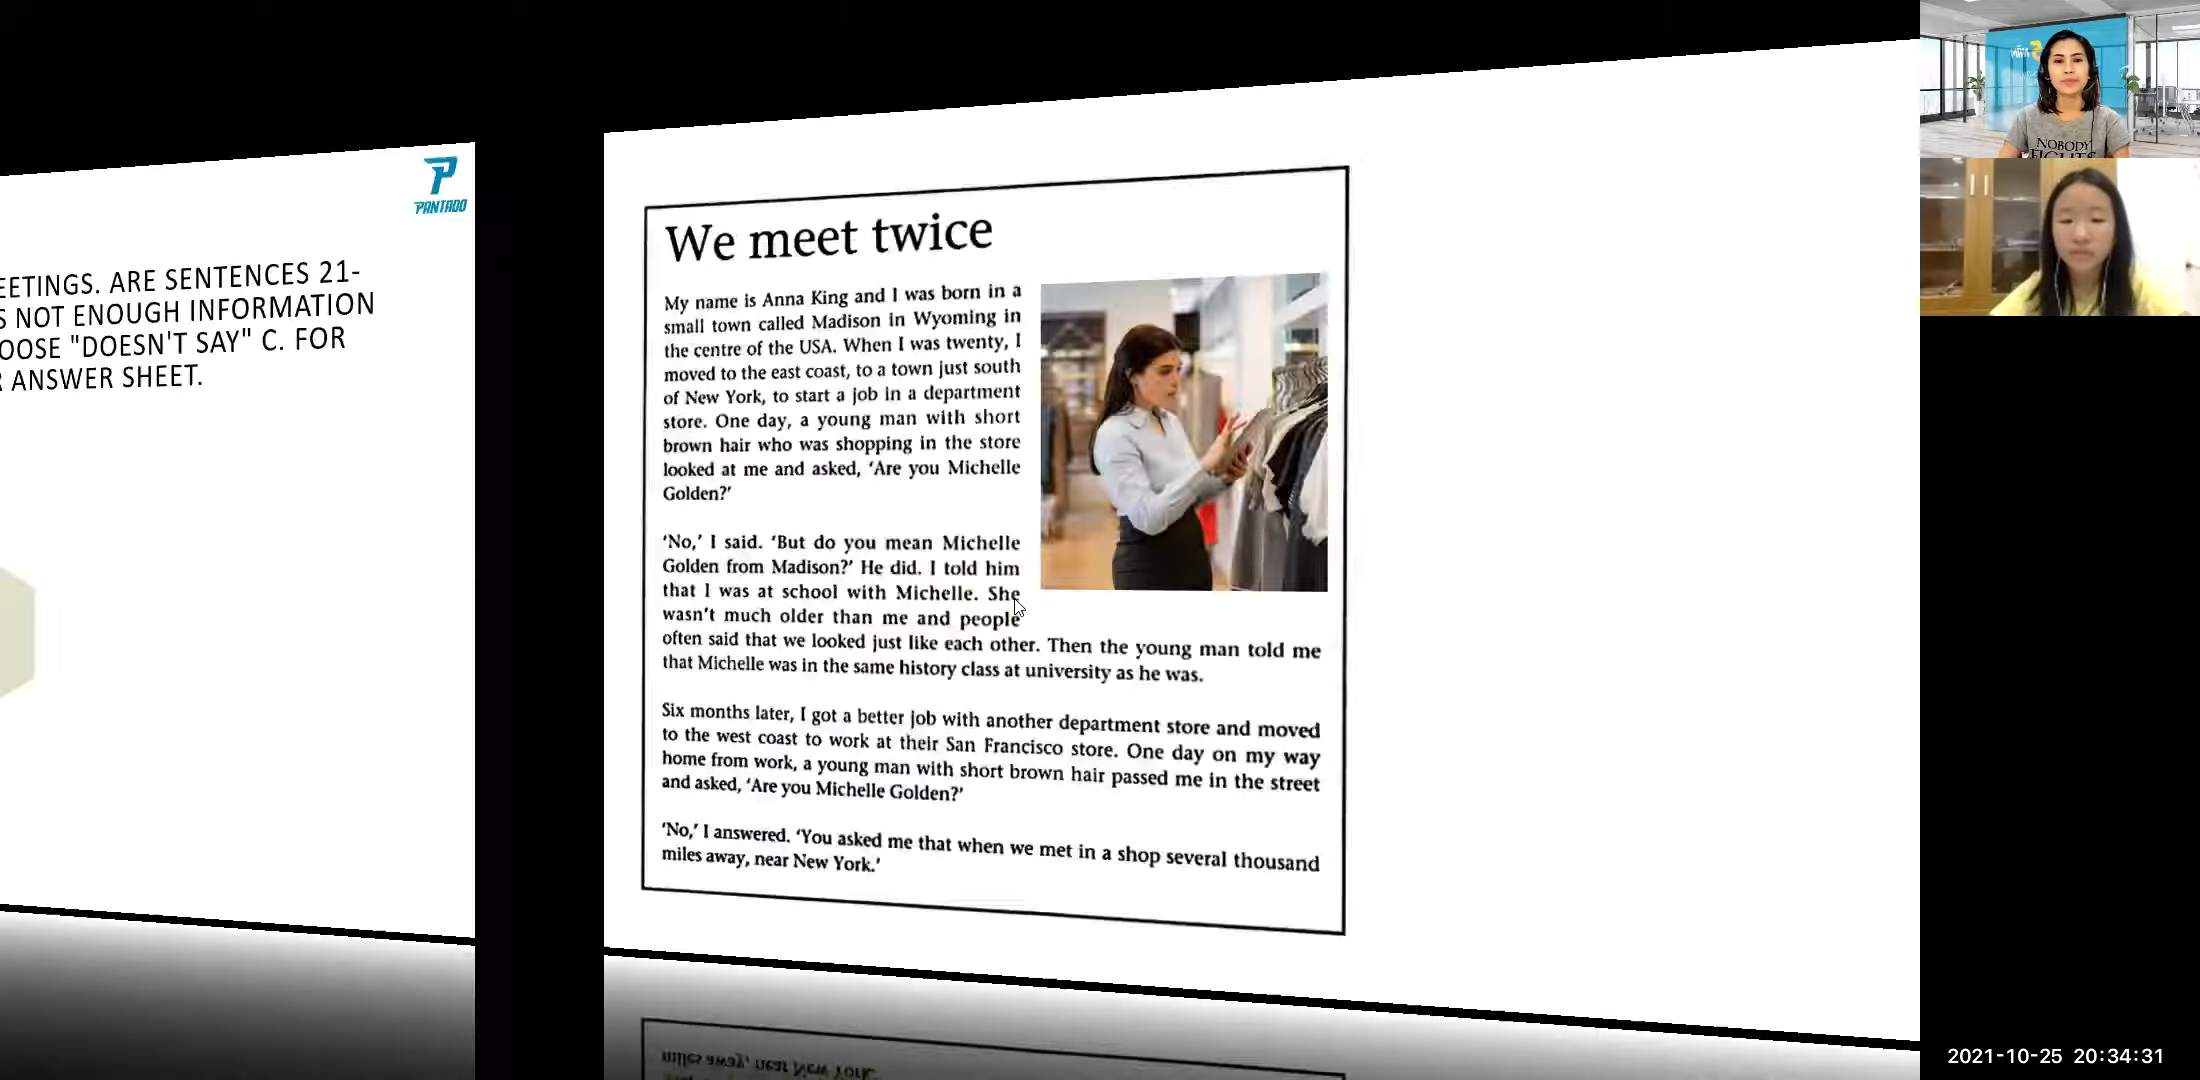 PANTADO
EETINGS. ARE SENTENCES 21-
S NOT ENOUGH INFORMATION
OOSE "DOESN'T SAY" C. FOR
R ANSWER SHEET.
We meet twice
My name is Anna King and I was born in a
small town called Madison in Wyoming in
the centre of the USA. When I was twenty, I
moved to the east coast, to a town just south
of New York, to start a job in a department
store. One day, a young man with short
brown hair who was shopping in the store
looked at me and asked, ‘Are you Michelle
Golden?’
‘No,’ I said. ‘But do you mean Michelle
Golden from Madison?’ He did. I told him
that I was at school with Michelle. She
wasn’t much older than me and people
often said that we looked just like each other. Then the young man told me
that Michelle was in the same history class at university as he was.
Six months later, I got a better job with another department store and moved
to the west coast to work at their San Francisco store. One day on my way
home from work, a young man with short brown hair passed me in the street
and asked, ‘Are you Michelle Golden?’
‘No,’ I answered. ‘You asked me that when we met in a shop several thousand
miles away, near New York.’
miles away, near New York.
NOBODY
FIGHTS
2021-10-25 20:34:31